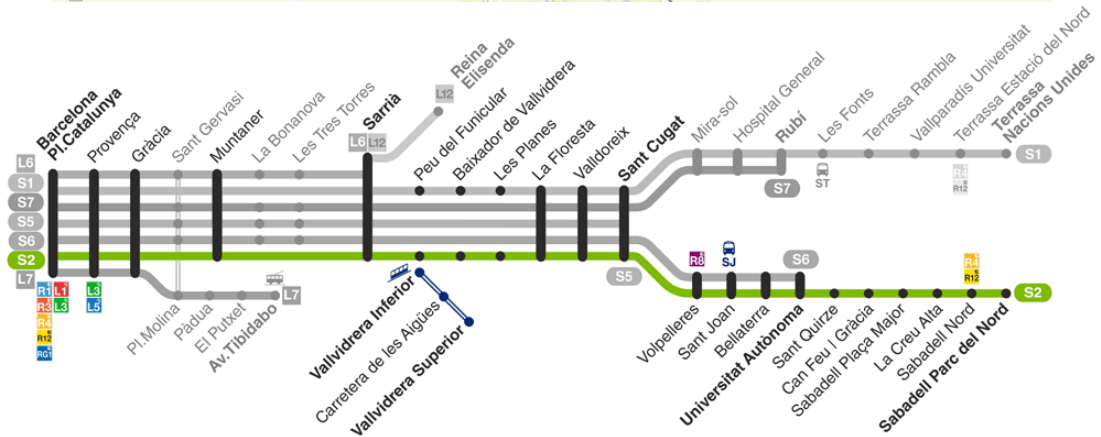 Barcelona
Pl.Catalunya
Provença
Gràcia
Sant Gervasi
Muntaner
La Bonanova
Les Tres Torres
Sarrià
Reina
Elisenda
Peu del Funicular
Baixador de Vallvidrera
Les Planes
La Floresta
Valldoreix
Sant Cugat
Mira-sol
Hospital General
Rubí
Les Fonts
Terrassa Rambla
Vallparadís Universitat
Terrassa Estació del Nord
Terrassa
Nacions Unides
L6
S1
S7
S5
S6
S2
L7
L6 L12
L12
S1
S7
ST
R4
R12
R1 L1
R3 L3
R4
R12
RG1
L3
L5
L7
S5
R8
SJ
S6
R4
R12
S2
Pl.Molina
Pàdua
El Putxet
Av.Tibidabo
Vallvidrera Inferior
Carretera de les Aigües
Vallvidrera Superior
Volpelleres
Sant Joan
Bellaterra
Universitat Autònoma
Sant Quirze
Can Feu l Gràcia
Sabadell Plaça Major
La Creu Alta
Sabadell Nord
Sabadell Parc del Nord